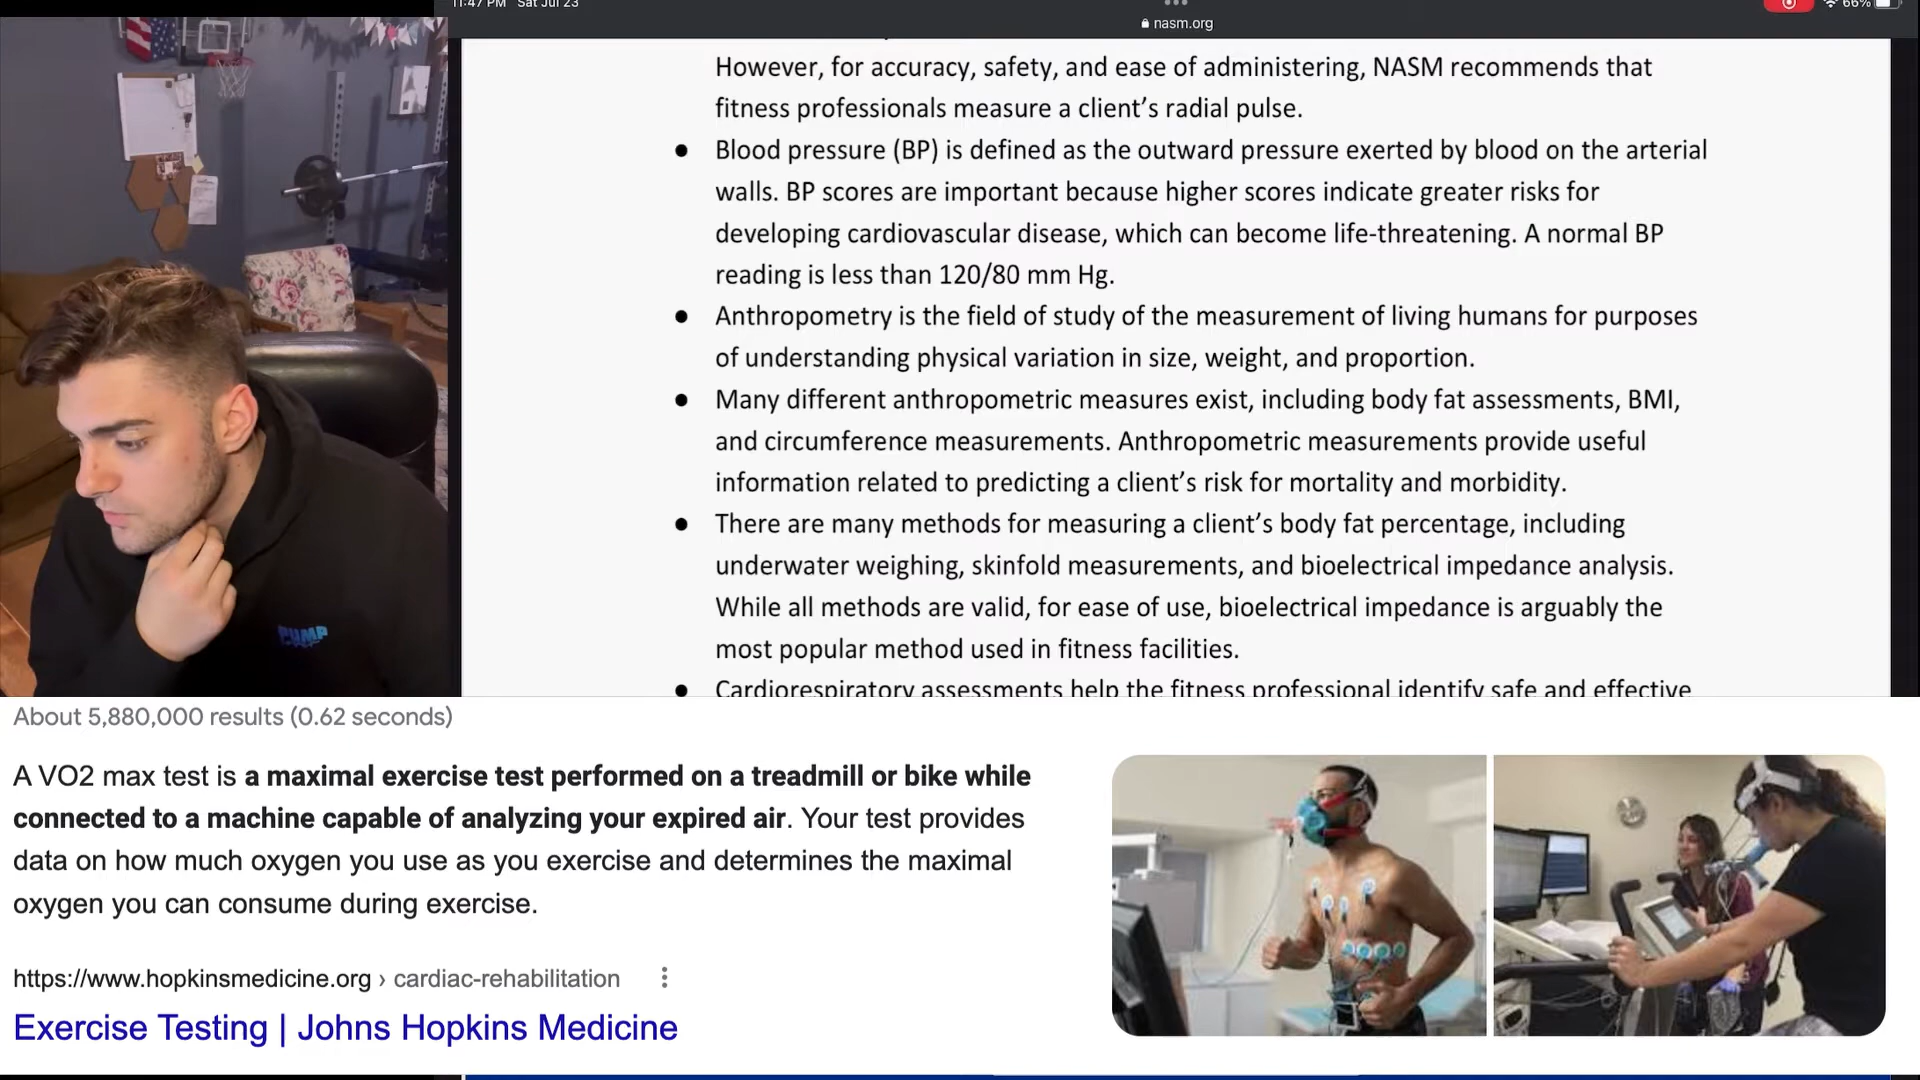 11:47 PM Sat Jul 23
66%
nasm.org
However, for accuracy, safety, and ease of administering, NASM recommends that
fitness professionals measure a client’s radial pulse.
● Blood pressure (BP) is defined as the outward pressure exerted by blood on the arterial
walls. BP scores are important because higher scores indicate greater risks for
developing cardiovascular disease, which can become life-threatening. A normal BP
reading is less than 120/80 mm Hg.
● Anthropometry is the field of study of the measurement of living humans for purposes
of understanding physical variation in size, weight, and proportion.
● Many different anthropometric measures exist, including body fat assessments, BMI,
and circumference measurements. Anthropometric measurements provide useful
information related to predicting a client’s risk for mortality and morbidity.
● There are many methods for measuring a client’s body fat percentage, including
underwater weighing, skinfold measurements, and bioelectrical impedance analysis.
While all methods are valid, for ease of use, bioelectrical impedance is arguably the
most popular method used in fitness facilities.
● Cardiorespiratory assessments help the fitness professional identify safe and effective
PUMP
About 5,880,000 results (0.62 seconds)
A VO2 max test is a maximal exercise test performed on a treadmill or bike while
connected to a machine capable of analyzing your expired air. Your test provides
data on how much oxygen you use as you exercise and determines the maximal
oxygen you can consume during exercise.
https://www.hopkinsmedicine.org › cardiac-rehabilitation
Exercise Testing | Johns Hopkins Medicine